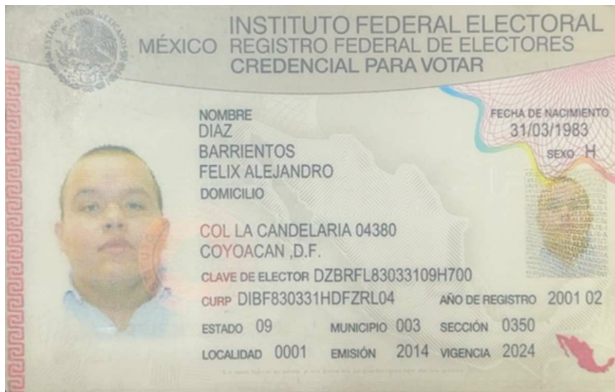 INSTITUTO FEDERAL ELECTORAL
MÉXICO REGISTRO FEDERAL DE ELECTORES
CREDENCIAL PARA VOTAR
NOMBRE
DIAZ
BARRIENTOS
FELIX ALEJANDRO
FECHA DE NACIMIENTO
31/03/1983
SEXO H
DOMICILIO
COL LA CANDELARIA 04380
COYOACAN ,D.F.
CLAVE DE ELECTOR DZBRFL83033109H700
CURP DIBF830331HDFZRL04 AÑO DE REGISTRO 2001 02
ESTADO 09 MUNICIPIO 003 SECCIÓN 0350
LOCALIDAD 0001 EMISIÓN 2014 VIGENCIA 2024